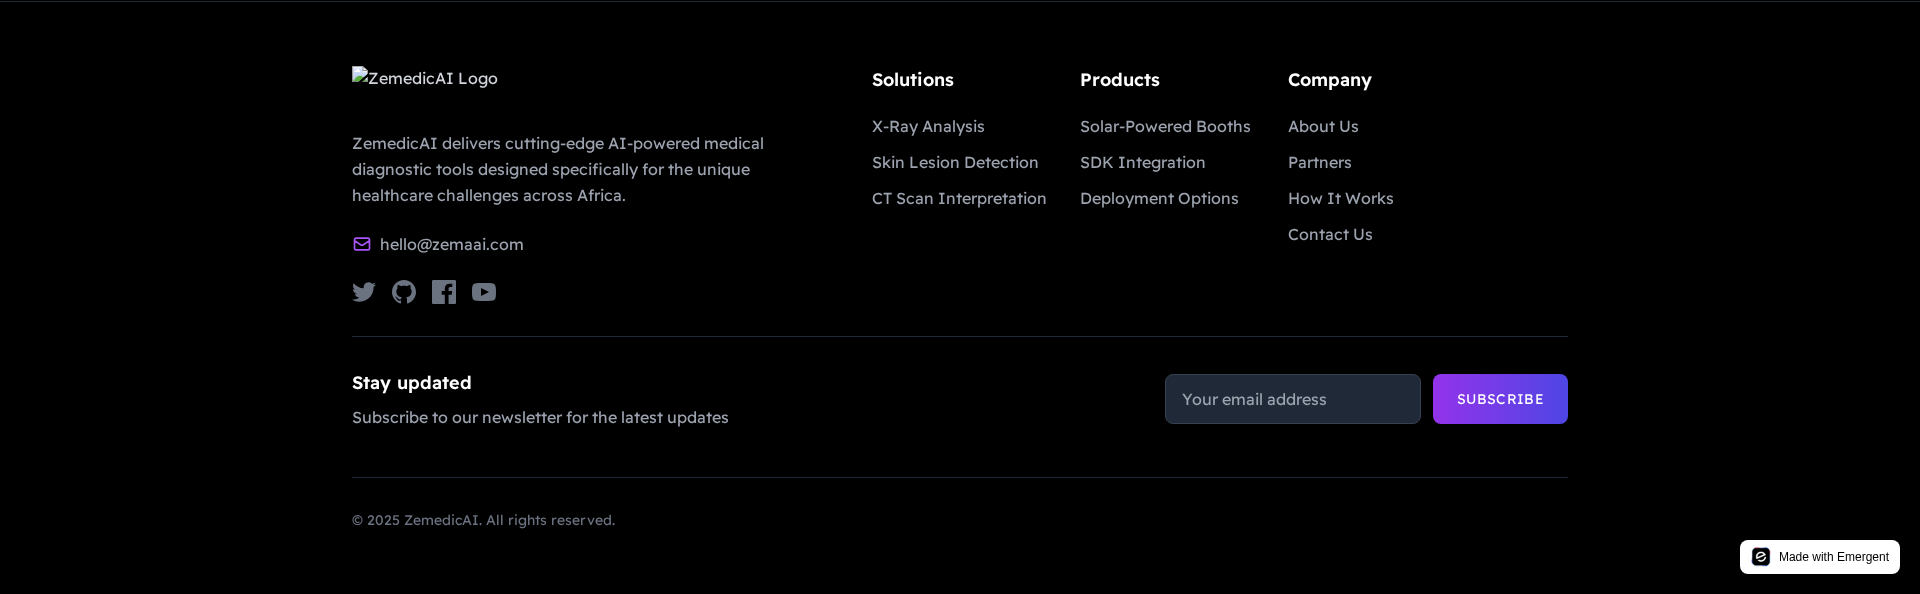 ZemedicAI Logo
ZemedicAI delivers cutting-edge AI-powered medical
diagnostic tools designed specifically for the unique
healthcare challenges across Africa.
hello@zemaai.com
Solutions
X-Ray Analysis
Skin Lesion Detection
CT Scan Interpretation
Products
Solar-Powered Booths
SDK Integration
Deployment Options
Company
About Us
Partners
How It Works
Contact Us
Stay updated
Subscribe to our newsletter for the latest updates
Your email address
SUBSCRIBE
© 2025 ZemedicAI. All rights reserved.
Made with Emergent